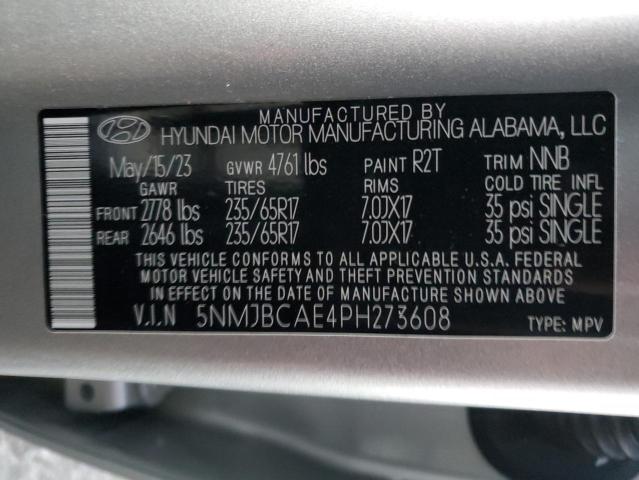 MANUFACTURED BY
HYUNDAI MOTOR MANUFACTURING ALABAMA, LLC
May/15/23 GVWR 4761 lbs PAINT R2T TRIM NNB
GAWR TIRES RIMS COLD TIRE INFL
FRONT 2778 lbs 235/65R17 7.0JX17 35 psi SINGLE
REAR 2646 lbs 235/65R17 7.0JX17 35 psi SINGLE
THIS VEHICLE CONFORMS TO ALL APPLICABLE U.S.A. FEDERAL
MOTOR VEHICLE SAFETY AND THEFT PREVENTION STANDARDS
IN EFFECT ON THE DATE OF MANUFACTURE SHOWN ABOVE.
V.I.N 5NMJBCAE4PH273608 TYPE: MPV